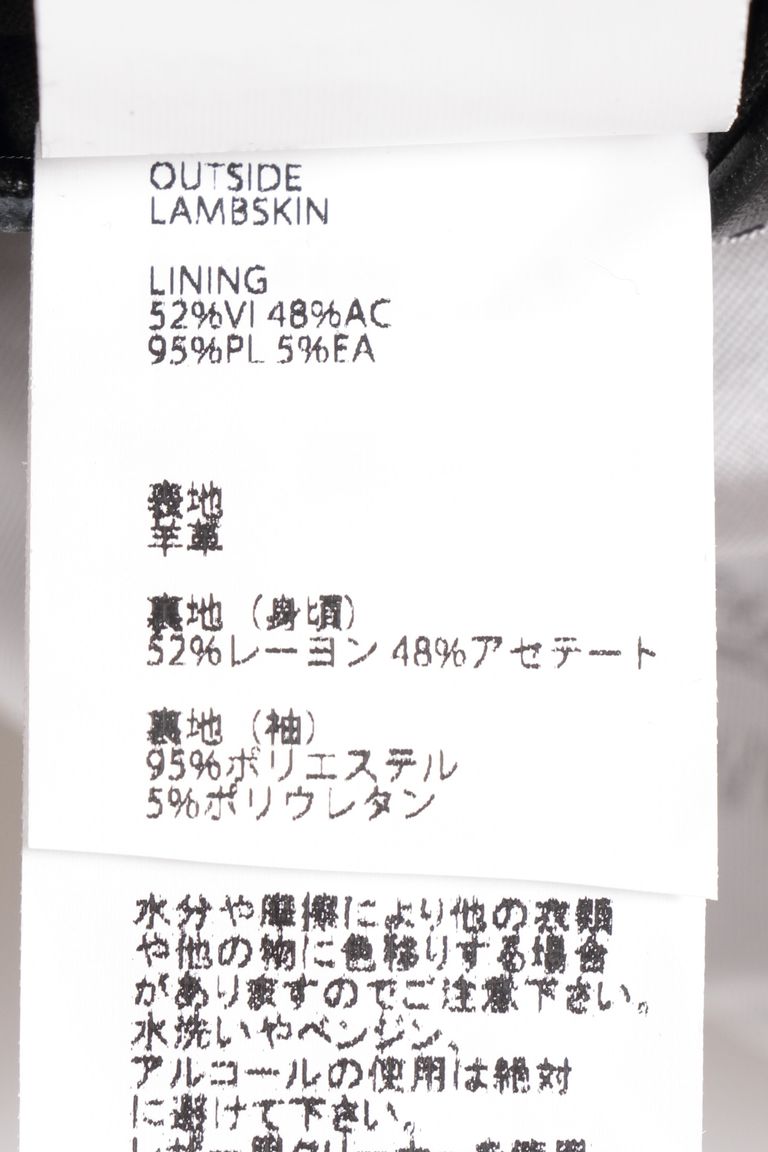 OUTSIDE
LAMBSKIN
LINING
52%VI 48%AC
95%PL 5%EA
表地
羊革
裏地（身頃）
52%レーヨン 48%アセテート
裏地（袖）
95%ポリエステル
5%ポリウレタン
水分や摩擦により他の衣類
や他の物に色移りする場合
がありますのでご注意下さい。
水洗いやベンジン、
アルコールの使用は絶対
に避けて下さい。